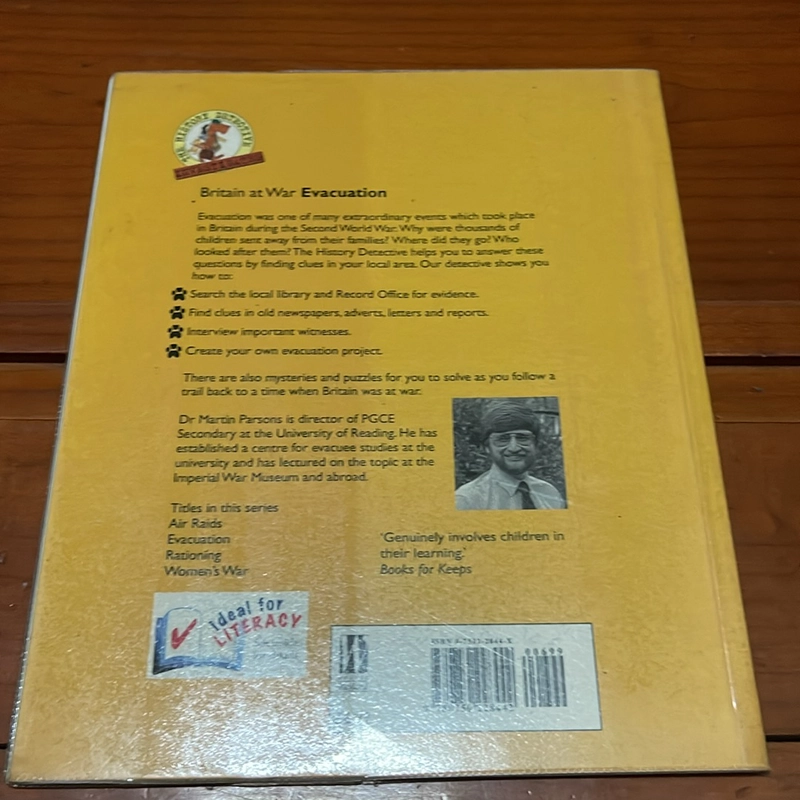 THE HISTORY DETECTIVE
Britain at War Evacuation
Evacuation was one of many extraordinary events which took place
in Britain during the Second World War. Why were thousands of
children sent away from their families? Where did they go? Who
looked after them? The History Detective helps you to answer these
questions by finding clues in your local area. Our detective shows you
how to:
Search the local library and Record Office for evidence.
Find clues in old newspapers, adverts, letters and reports.
Interview important witnesses.
Create your own evacuation project.
There are also mysteries and puzzles for you to solve as you follow a
trail back to a time when Britain was at war.
Dr Martin Parsons is director of PGCE
Secondary at the University of Reading. He has
established a centre for evacuee studies at the
university and has lectured on the topic at the
Imperial War Museum and abroad.
Titles in this series
Air Raids
Evacuation
Rationing
Women's War
'Genuinely involves children in
their learning.'
Books for Keeps
Ideal for
LITERACY
ISBN
00699